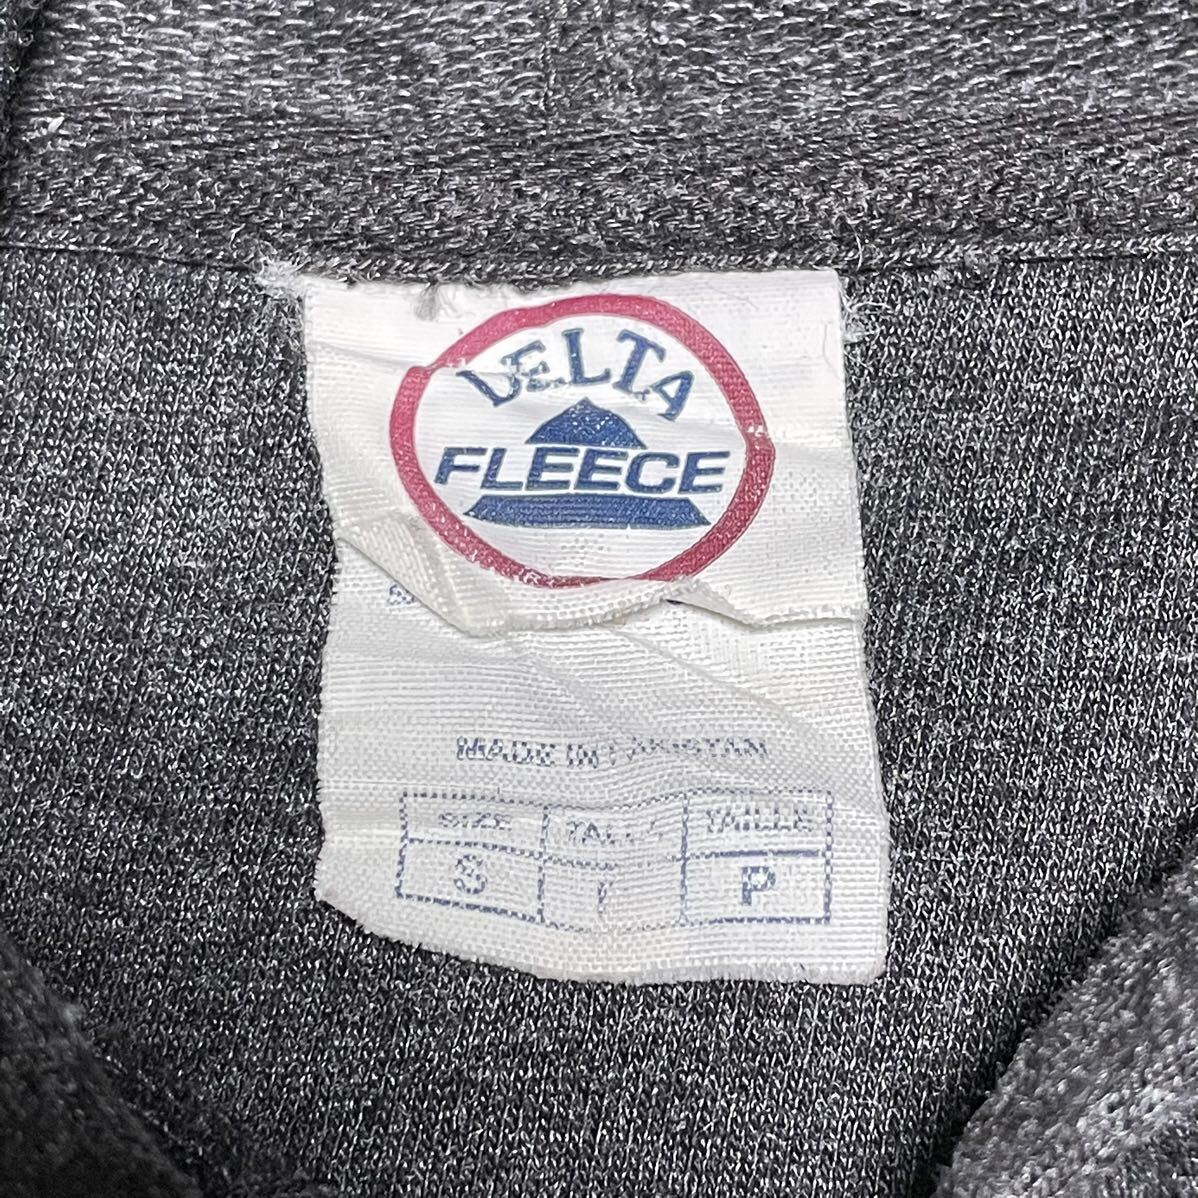 DELTA
FLEECE
MADE IN PAKISTAN
SIZE TALLA TAILLE
S P